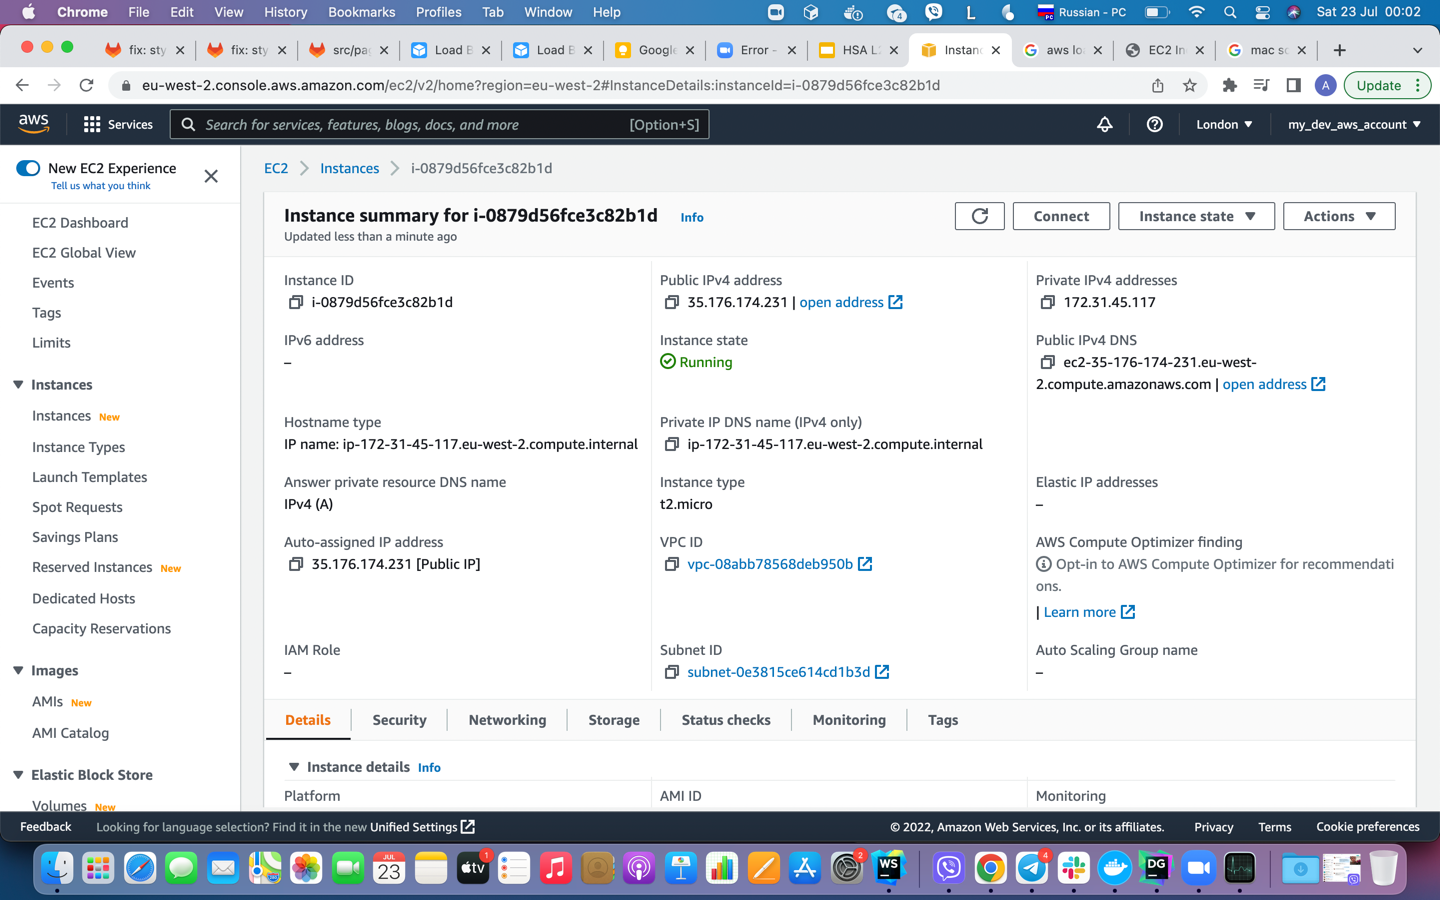 Chrome File Edit View History Bookmarks Profiles Tab Window Help
4 L PC Russian - PC Sat 23 Jul 00:02
fix: sty
fix: sty
src/pa
Load B
Load B
Google
Error -
HSA L
Instanc
aws lo
EC2 In
mac sc
eu-west-2.console.aws.amazon.com/ec2/v2/home?region=eu-west-2#InstanceDetails:instanceId=i-0879d56fce3c82b1d
A
Update
aws
Services
Search for services, features, blogs, docs, and more [Option+S]
London
my_dev_aws_account
New EC2 Experience
Tell us what you think
EC2 Dashboard
EC2 Global View
Events
Tags
Limits
Instances
Instances New
Instance Types
Launch Templates
Spot Requests
Savings Plans
Reserved Instances New
Dedicated Hosts
Capacity Reservations
Images
AMIs New
AMI Catalog
Elastic Block Store
Volumes New
EC2 Instances i-0879d56fce3c82b1d
Instance summary for i-0879d56fce3c82b1d Info
Updated less than a minute ago
Connect
Instance state
Actions
Instance ID
i-0879d56fce3c82b1d
Public IPv4 address
35.176.174.231 | open address
Private IPv4 addresses
172.31.45.117
IPv6 address
–
Instance state
Running
Public IPv4 DNS
ec2-35-176-174-231.eu-west-
2.compute.amazonaws.com | open address
Hostname type
IP name: ip-172-31-45-117.eu-west-2.compute.internal
Private IP DNS name (IPv4 only)
ip-172-31-45-117.eu-west-2.compute.internal
Answer private resource DNS name
IPv4 (A)
Instance type
t2.micro
Elastic IP addresses
–
Auto-assigned IP address
35.176.174.231 [Public IP]
VPC ID
vpc-08abb78568deb950b
AWS Compute Optimizer finding
Opt-in to AWS Compute Optimizer for recommendati
ons.
| Learn more
IAM Role
–
Subnet ID
subnet-0e3815ce614cd1b3d
Auto Scaling Group name
–
Details Security Networking Storage Status checks Monitoring Tags
Instance details Info
Platform
AMI ID
Monitoring
Feedback
Looking for language selection? Find it in the new Unified Settings
© 2022, Amazon Web Services, Inc. or its affiliates.
Privacy
Terms
Cookie preferences
JUL
23
tv
1
2
WS
4
DG